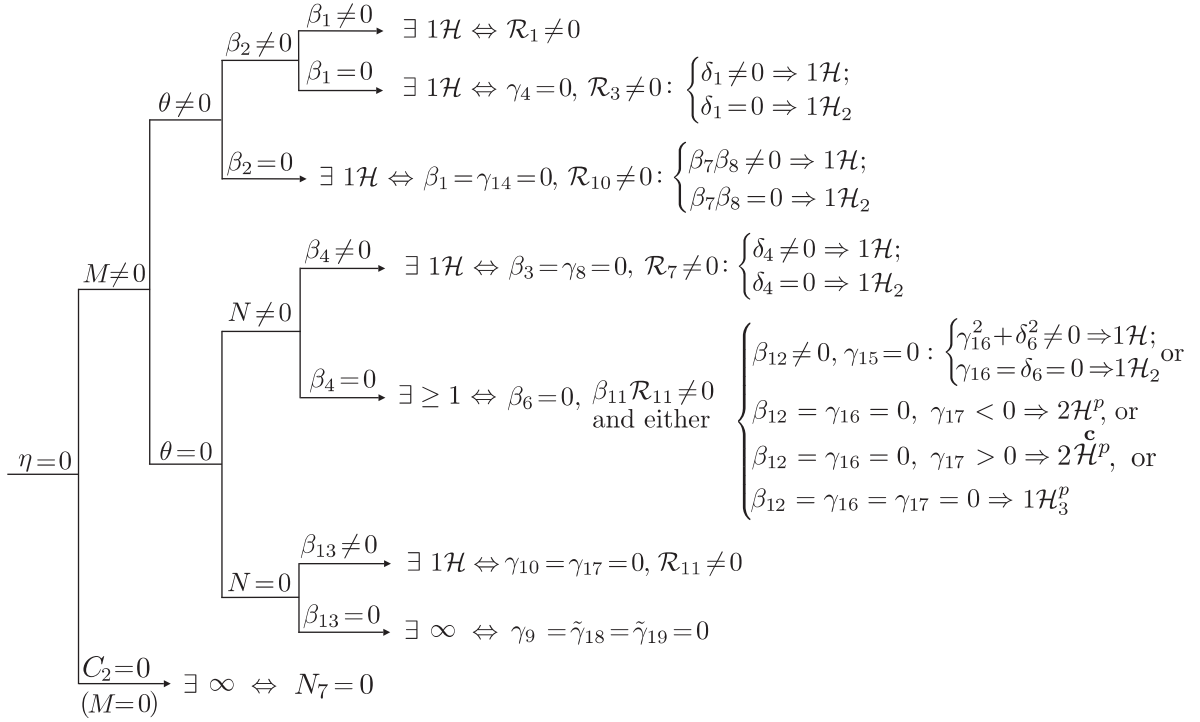 β₁≠0
∃ 1ℋ ⇔ ℛ₁≠0
β₂≠0
β₁=0
∃ 1ℋ ⇔ γ₄=0, ℛ₃≠0: { δ₁≠0 ⇒ 1ℋ;
δ₁=0 ⇒ 1ℋ₂
θ≠0
β₂=0
∃ 1ℋ ⇔ β₁=γ₁₄=0, ℛ₁₀≠0: { β₇β₈≠0 ⇒ 1ℋ;
β₇β₈=0 ⇒ 1ℋ₂
M≠0
β₄≠0
∃ 1ℋ ⇔ β₃=γ₈=0, ℛ₇≠0: { δ₄≠0 ⇒ 1ℋ;
δ₄=0 ⇒ 1ℋ₂
N≠0
β₄=0
∃ ≥ 1 ⇔ β₆=0, β₁₁ℛ₁₁≠0
and either
β₁₂≠0, γ₁₅=0 : { γ₁₆²+δ₆²≠0 ⇒1ℋ;
γ₁₆=δ₆=0 ⇒1ℋ₂ or
β₁₂ = γ₁₆ = 0, γ₁₇ < 0 ⇒ 2ℋᵖ, or
c
β₁₂ = γ₁₆ = 0, γ₁₇ > 0 ⇒ 2ℋᵖ, or
β₁₂ = γ₁₆ = γ₁₇ = 0 ⇒ 1ℋ₃ᵖ
η=0
θ=0
β₁₃≠0
∃ 1ℋ ⇔γ₁₀=γ₁₇=0, ℛ₁₁≠0
N=0
β₁₃=0
∃ ∞ ⇔ γ₉ =γ̃₁₈=γ̃₁₉=0
C₂=0
(M=0)
∃ ∞ ⇔ N₇=0